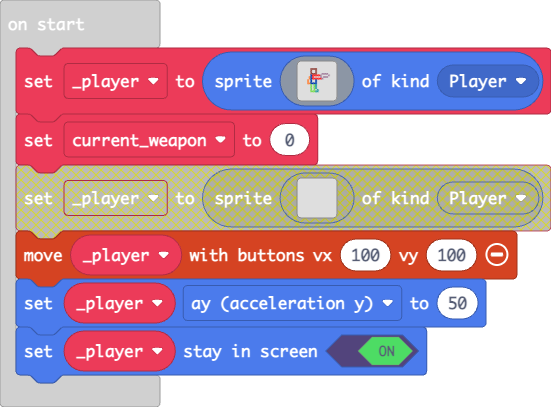 on start
set _player to sprite of kind Player
set current_weapon to 0
set _player to sprite of kind Player
move _player with buttons vx 100 vy 100
set _player ay (acceleration y) to 50
set _player stay in screen ON